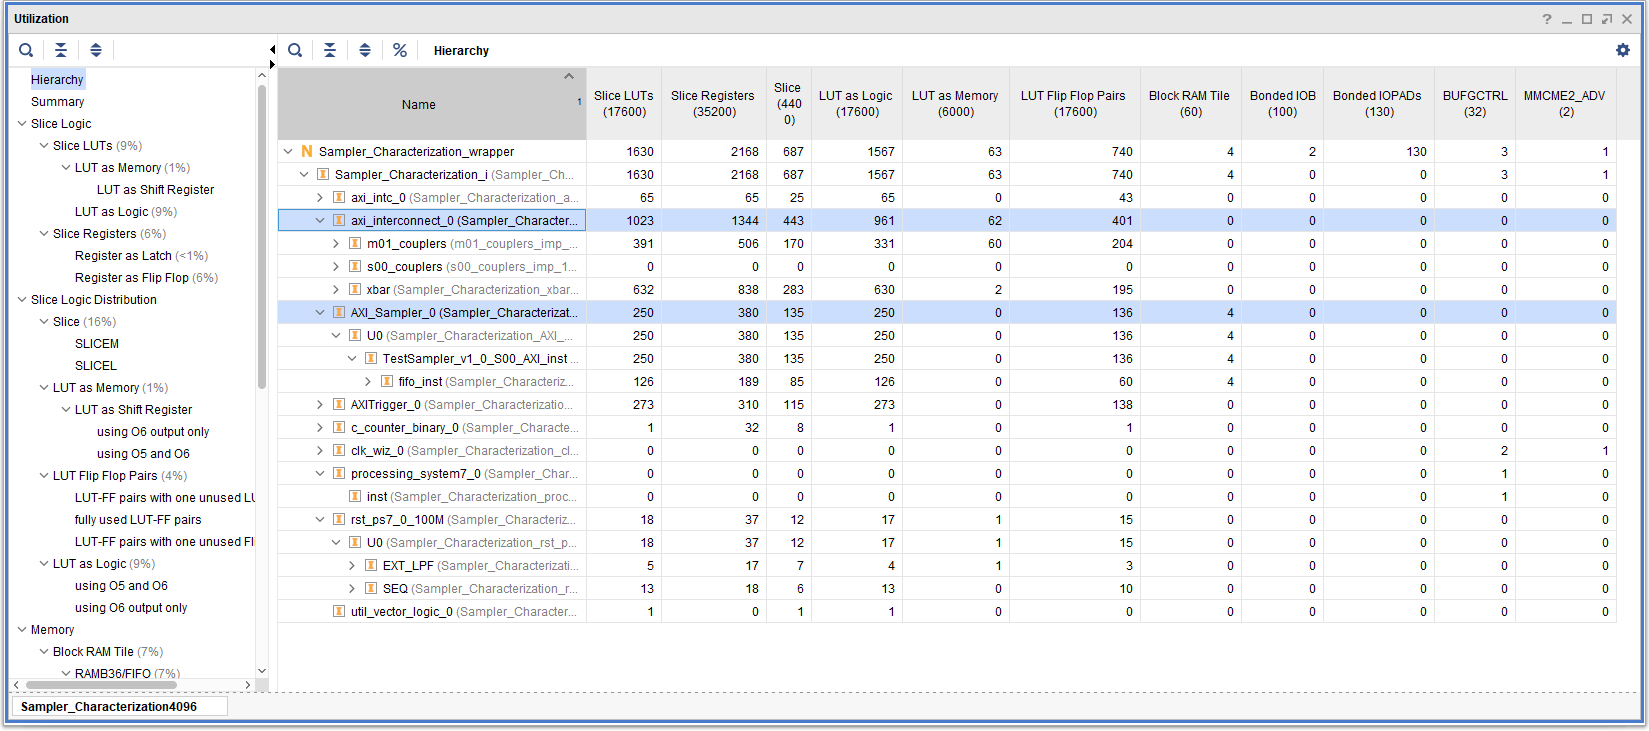 Utilization
Hierarchy
Hierarchy
Summary
Slice Logic
Slice LUTs (9%)
LUT as Memory (1%)
LUT as Shift Register
LUT as Logic (9%)
Slice Registers (6%)
Register as Latch (<1%)
Register as Flip Flop (6%)
Slice Logic Distribution
Slice (16%)
SLICEM
SLICEL
LUT as Memory (1%)
LUT as Shift Register
using O6 output only
using O5 and O6
LUT Flip Flop Pairs (4%)
LUT-FF pairs with one unused LU
fully used LUT-FF pairs
LUT-FF pairs with one unused Fl
LUT as Logic (9%)
using O5 and O6
using O6 output only
Memory
Block RAM Tile (7%)
RAMB36/FIFO (7%)
Name 1 Slice LUTs (17600) Slice Registers (35200) Slice (4400) LUT as Logic (17600) LUT as Memory (6000) LUT Flip Flop Pairs (17600) Block RAM Tile (60) Bonded IOB (100) Bonded IOPADs (130) BUFGCTRL (32) MMCME2_ADV (2)
N Sampler_Characterization_wrapper 1630 2168 687 1567 63 740 4 2 130 3 1
I Sampler_Characterization_i (Sampler_Ch... 1630 2168 687 1567 63 740 4 0 0 3 1
I axi_intc_0 (Sampler_Characterization_a... 65 65 25 65 0 43 0 0 0 0 0
I axi_interconnect_0 (Sampler_Character... 1023 1344 443 961 62 401 0 0 0 0 0
I m01_couplers (m01_couplers_imp_... 391 506 170 331 60 204 0 0 0 0 0
I s00_couplers (s00_couplers_imp_1... 0 0 0 0 0 0 0 0 0 0 0
I xbar (Sampler_Characterization_xbar... 632 838 283 630 2 195 0 0 0 0 0
I AXI_Sampler_0 (Sampler_Characterizat... 250 380 135 250 0 136 4 0 0 0 0
I U0 (Sampler_Characterization_AXI_... 250 380 135 250 0 136 4 0 0 0 0
I TestSampler_v1_0_S00_AXI_inst ... 250 380 135 250 0 136 4 0 0 0 0
I fifo_inst (Sampler_Characteriz... 126 189 85 126 0 60 4 0 0 0 0
I AXITrigger_0 (Sampler_Characterizatio... 273 310 115 273 0 138 0 0 0 0 0
I c_counter_binary_0 (Sampler_Characte... 1 32 8 1 0 1 0 0 0 0 0
I clk_wiz_0 (Sampler_Characterization_cl... 0 0 0 0 0 0 0 0 0 2 1
I processing_system7_0 (Sampler_Char... 0 0 0 0 0 0 0 0 0 1 0
I inst (Sampler_Characterization_proc... 0 0 0 0 0 0 0 0 0 1 0
I rst_ps7_0_100M (Sampler_Characteriz... 18 37 12 17 1 15 0 0 0 0 0
I U0 (Sampler_Characterization_rst_p... 18 37 12 17 1 15 0 0 0 0 0
I EXT_LPF (Sampler_Characterizati... 5 17 7 4 1 3 0 0 0 0 0
I SEQ (Sampler_Characterization_r... 13 18 6 13 0 10 0 0 0 0 0
I util_vector_logic_0 (Sampler_Character... 1 0 1 1 0 0 0 0 0 0 0
Sampler_Characterization4096